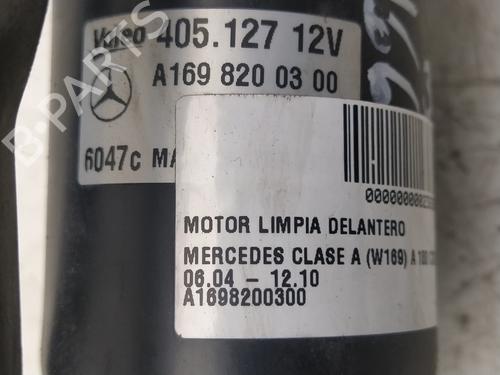 Valeo 405.127 12V
A169 820 03 00
6047c MA
B-PARTS
MOTOR LIMPIA DELANTERO
MERCEDES CLASE A (W169) A 180
06.04 - 12.10
A1698200300